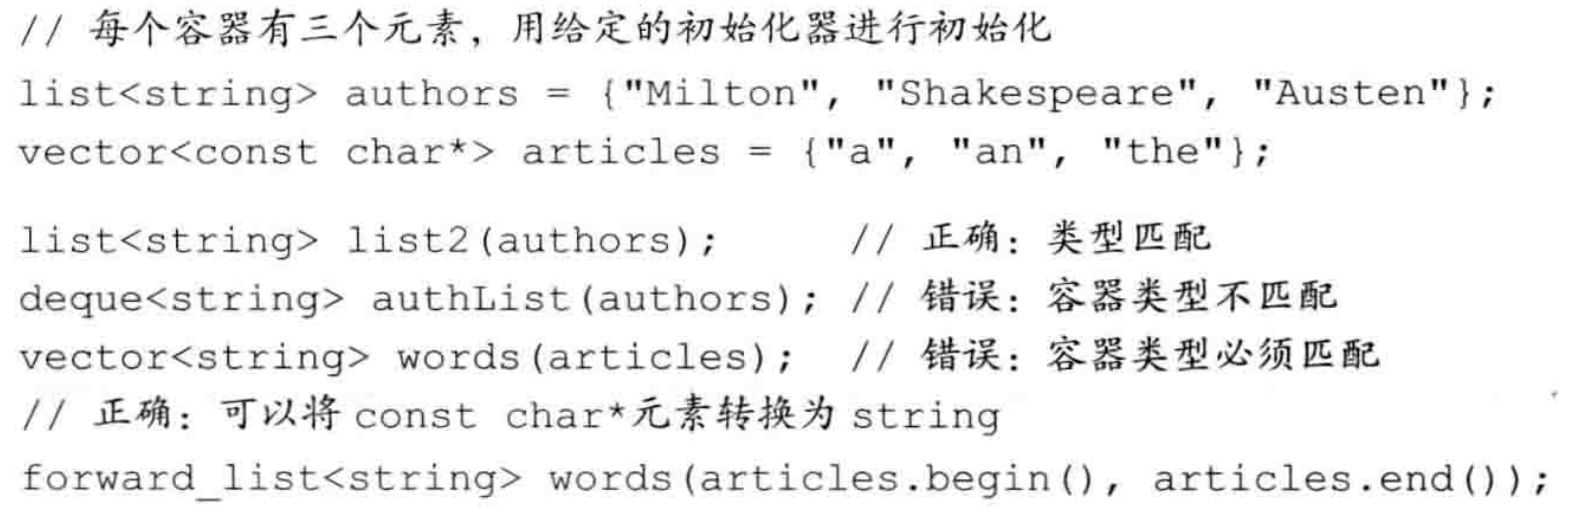 // 每个容器有三个元素，用给定的初始化器进行初始化
list<string> authors = {"Milton", "Shakespeare", "Austen"};
vector<const char*> articles = {"a", "an", "the"};
list<string> list2(authors); // 正确：类型匹配
deque<string> authList(authors); // 错误：容器类型不匹配
vector<string> words(articles); // 错误：容器类型必须匹配
// 正确：可以将 const char*元素转换为 string
forward_list<string> words(articles.begin(), articles.end());